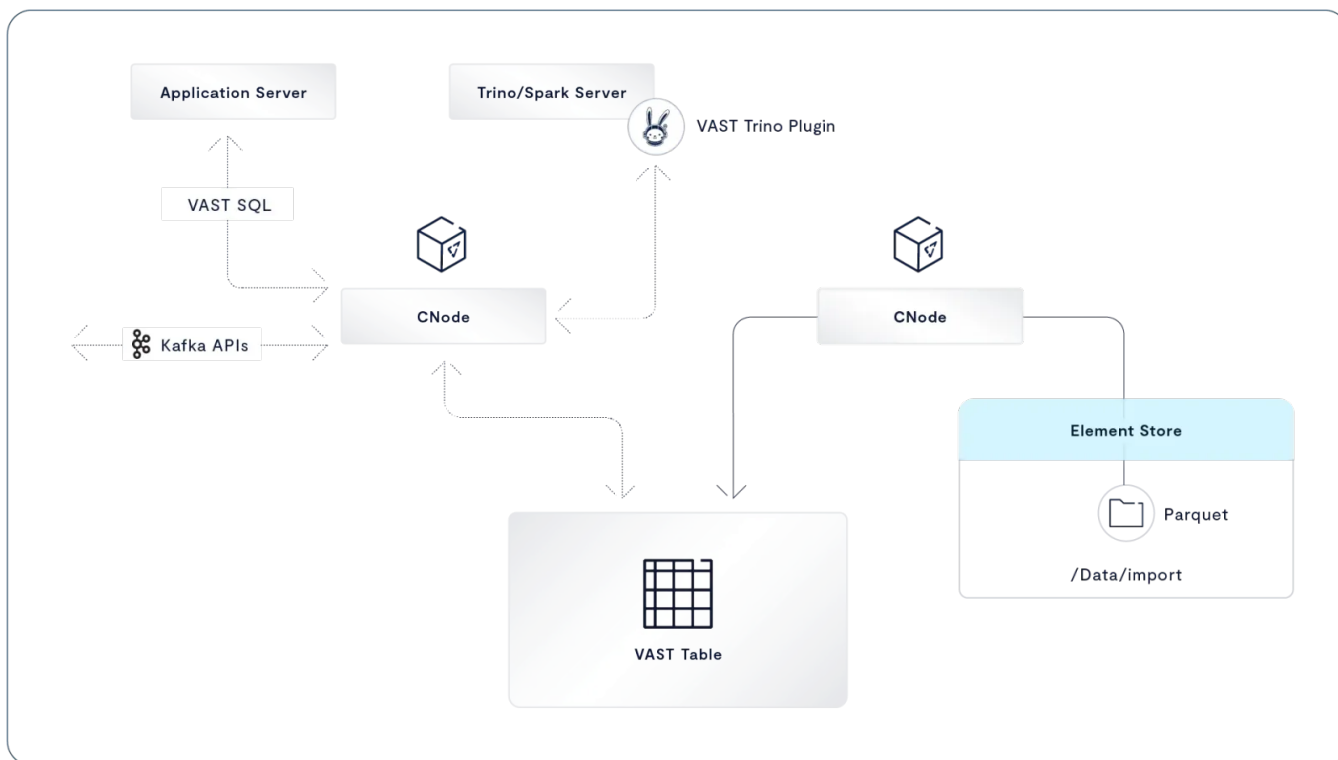 Application Server
Trino/Spark Server
VAST Trino Plugin
VAST SQL
CNode
CNode
Kafka APIs
Element Store
Parquet
/Data/import
VAST Table